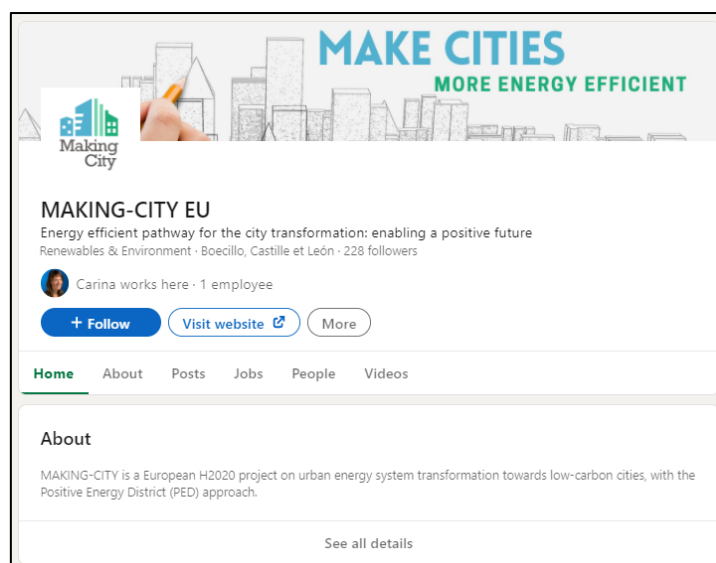 MAKE CITIES
MORE ENERGY EFFICIENT
Making
City
MAKING-CITY EU
Energy efficient pathway for the city transformation: enabling a positive future
Renewables & Environment · Boecillo, Castille et León · 228 followers
Carina works here · 1 employee
+ Follow
Visit website
More
Home About Posts Jobs People Videos
About
MAKING-CITY is a European H2020 project on urban energy system transformation towards low-carbon cities, with the
Positive Energy District (PED) approach.
See all details